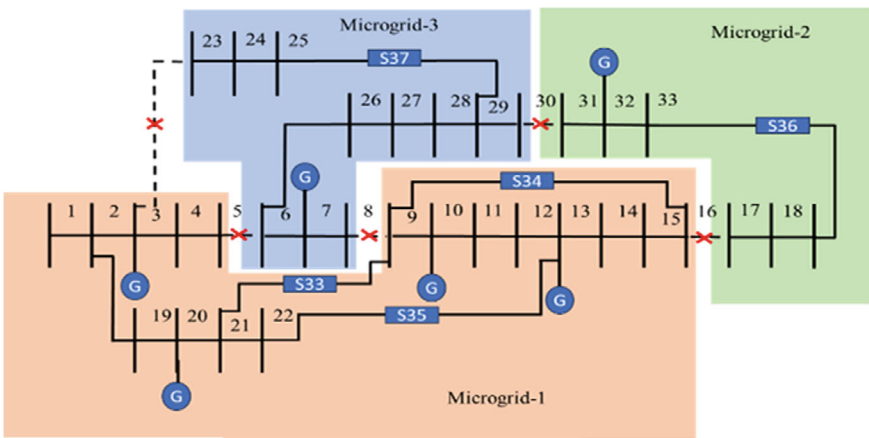 Microgrid-3
Microgrid-2
23 24 25
S37
G
26 27 28 29 30 31 32 33
S36
G
S34
1 2 3 4 5 6 7 8 9 10 11 12 13 14 15 16 17 18
G
G
G
S33
19 20 21 22
S35
G
Microgrid-1